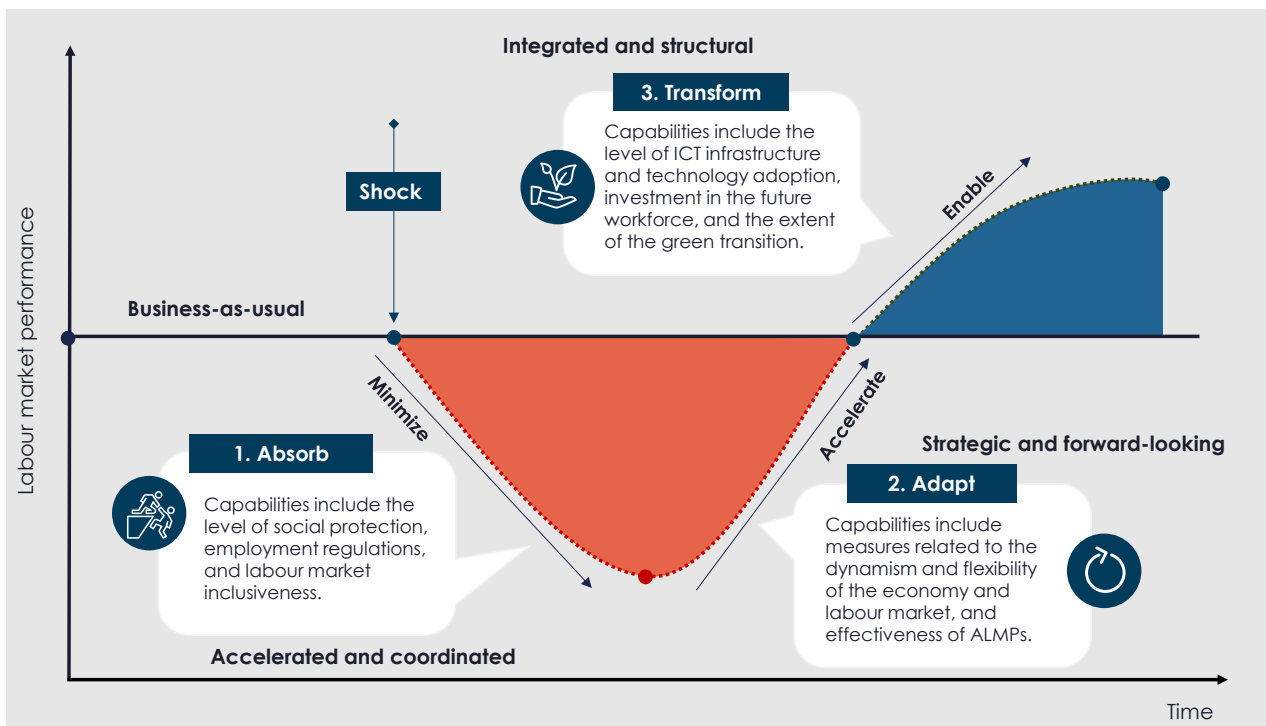 Integrated and structural
3. Transform
Capabilities include the
level of ICT infrastructure
and technology adoption,
investment in the future
workforce, and the extent
of the green transition.
Shock
Enable
Labour market performance
Business-as-usual
Minimize
Accelerate
1. Absorb
Capabilities include the
level of social protection,
employment regulations,
and labour market
inclusiveness.
Strategic and forward-looking
2. Adapt
Capabilities include
measures related to the
dynamism and flexibility
of the economy and
labour market, and
effectiveness of ALMPs.
Accelerated and coordinated
Time